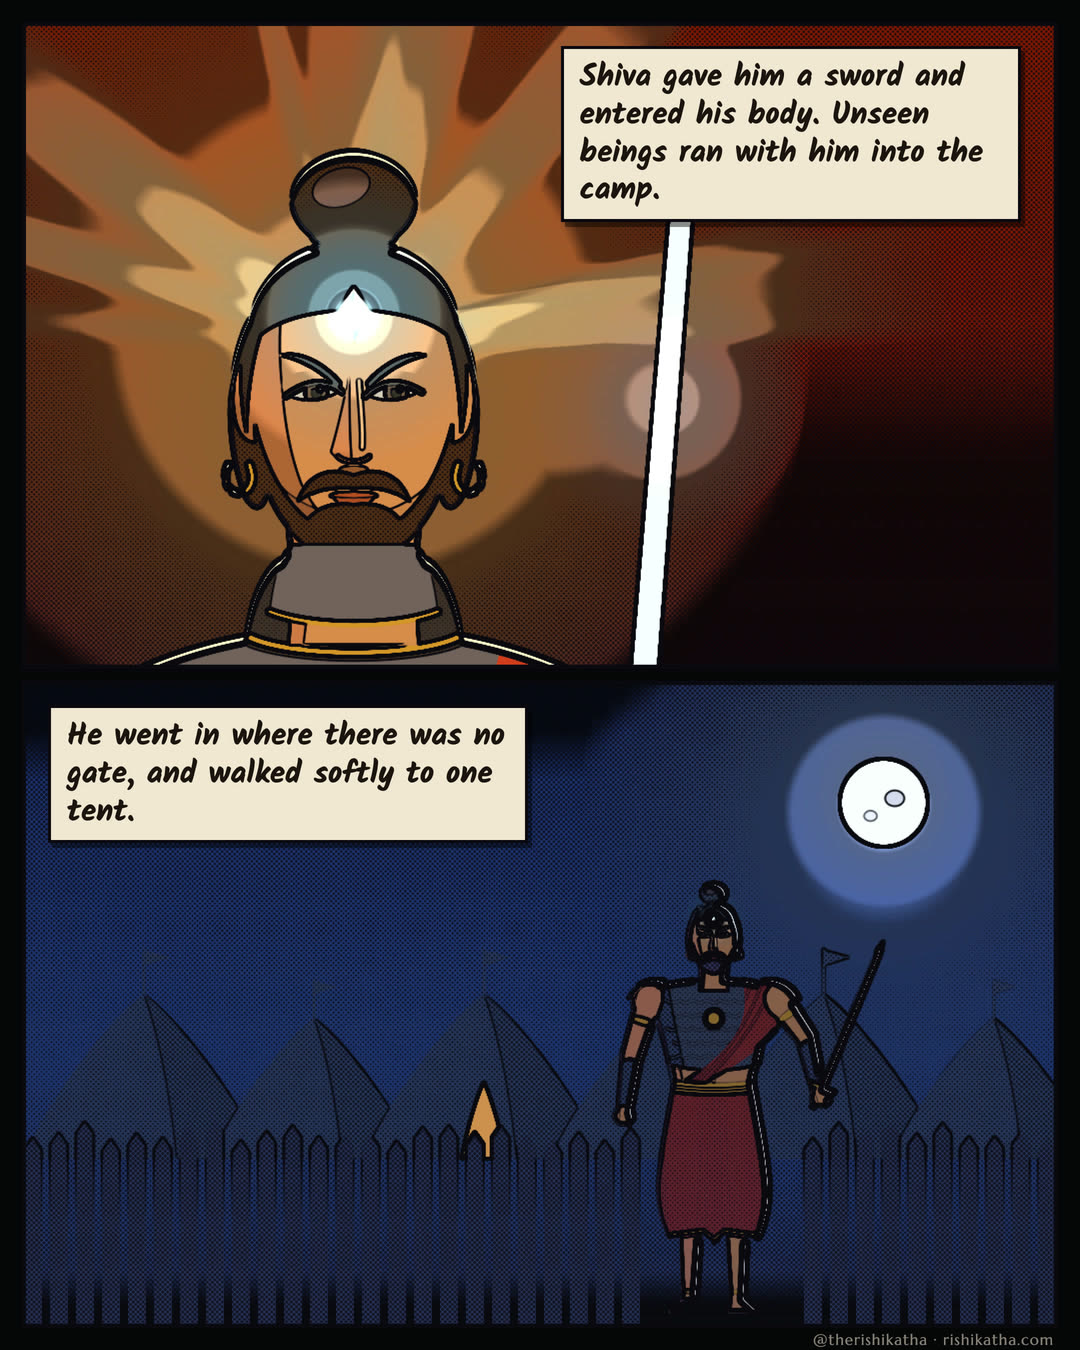 Shiva gave him a sword and
entered his body. Unseen
beings ran with him into the
camp.
He went in where there was no
gate, and walked softly to one
tent.
@therishikatha · rishikatha.com